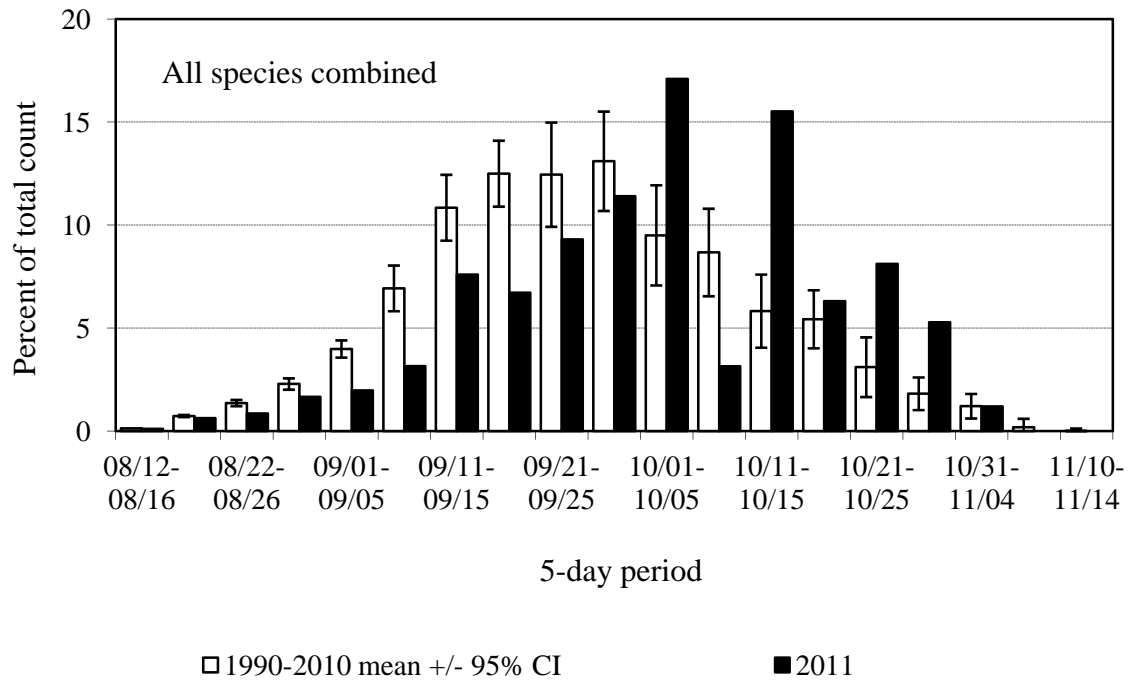 20
All species combined
15
10
5
0
Percent of total count
08/12- 08/22- 09/01- 09/11- 09/21- 10/01- 10/11- 10/21- 10/31- 11/10-
08/16 08/26 09/05 09/15 09/25 10/05 10/15 10/25 11/04 11/14
5-day period
1990-2010 mean +/- 95% CI 2011